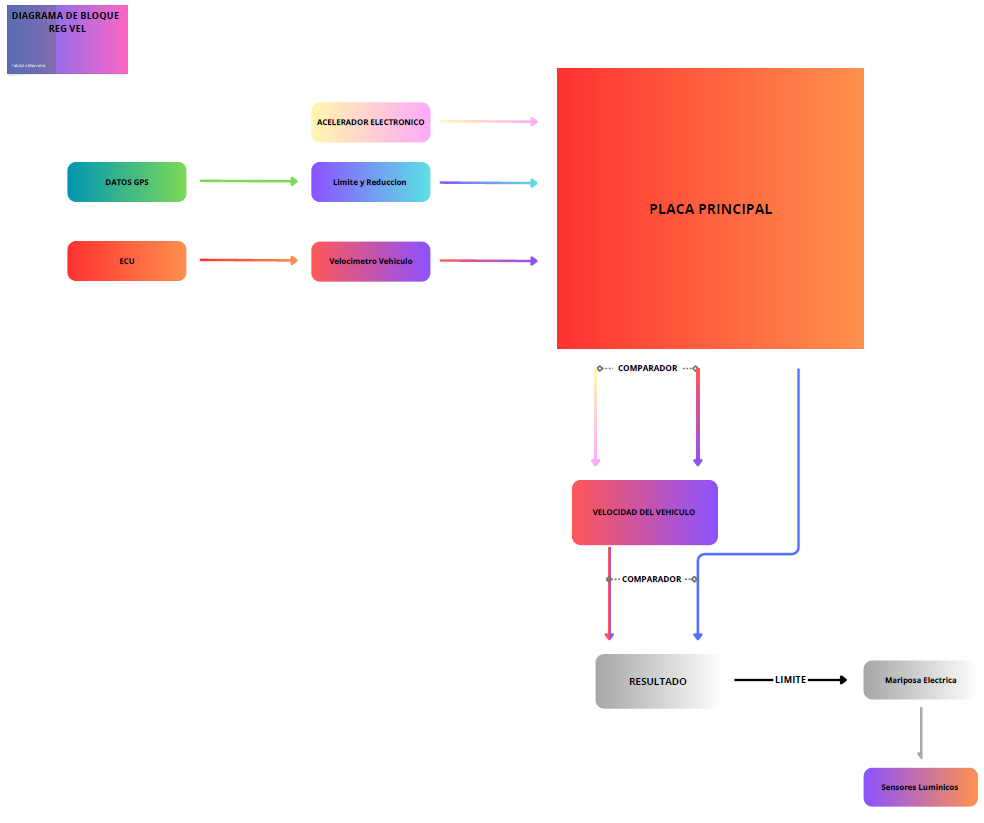 DIAGRAMA DE BLOQUE
REG VEL
ACELERADOR ELECTRONICO
DATOS GPS
Limite y Reduccion
ECU
Velocimetro Vehiculo
PLACA PRINCIPAL
COMPARADOR
VELOCIDAD DEL VEHICULO
COMPARADOR
RESULTADO
LIMITE
Mariposa Electrica
Sensores Luminicos